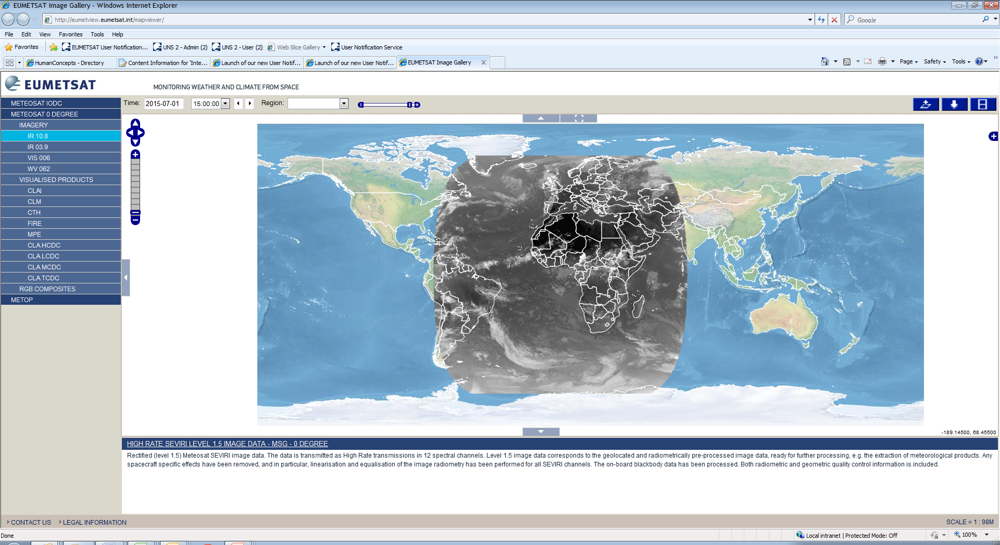 EUMETSAT Image Gallery - Windows Internet Explorer
http://eumetview.eumetsat.int/mapviewer/
Google
File Edit View Favorites Tools Help
Favorites EUMETSAT User Notification... UNS 2 - Admin (2) UNS 2 - User (2) Web Slice Gallery User Notification Service
HumanConcepts - Directory Content Information for 'Inte... Launch of our new User Notif... Launch of our new User Notif... EUMETSAT Image Gallery Page Safety Tools
EUMETSAT MONITORING WEATHER AND CLIMATE FROM SPACE
Time: 2015-07-01 15:00:00 Region:
METEOSAT IODC
METEOSAT 0 DEGREE
IMAGERY
IR 10.8
IR 03.9
VIS 006
WV 062
VISUALISED PRODUCTS
CLAI
CLM
CTH
FIRE
MPE
CLA HCDC
CLA LCDC
CLA MCDC
CLA TCDC
RGB COMPOSITES
METOP
-189.14500, 68.45500
HIGH RATE SEVIRI LEVEL 1.5 IMAGE DATA - MSG - 0 DEGREE
Rectified (level 1.5) Meteosat SEVIRI image data. The data is transmitted as High Rate transmissions in 12 spectral channels. Level 1.5 image data corresponds to the geolocated and radiometrically pre-processed image data, ready for further processing, e.g. the extraction of meteorological products. Any
spacecraft specific effects have been removed, and in particular, linearisation and equalisation of the image radiometry has been performed for all SEVIRI channels. The on-board blackbody data has been processed. Both radiometric and geometric quality control information is included.
CONTACT US LEGAL INFORMATION
SCALE = 1 : 98M
Done
Local intranet | Protected Mode: Off
100%